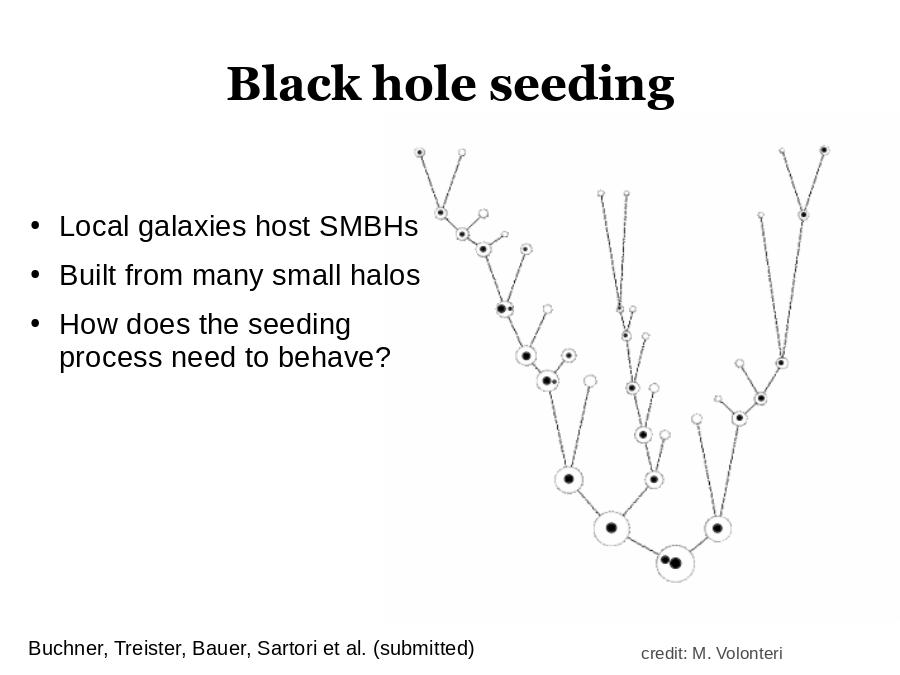 Black hole seeding
• Local galaxies host SMBHs
• Built from many small halos
• How does the seeding
process need to behave?
Buchner, Treister, Bauer, Sartori et al. (submitted)
credit: M. Volonteri